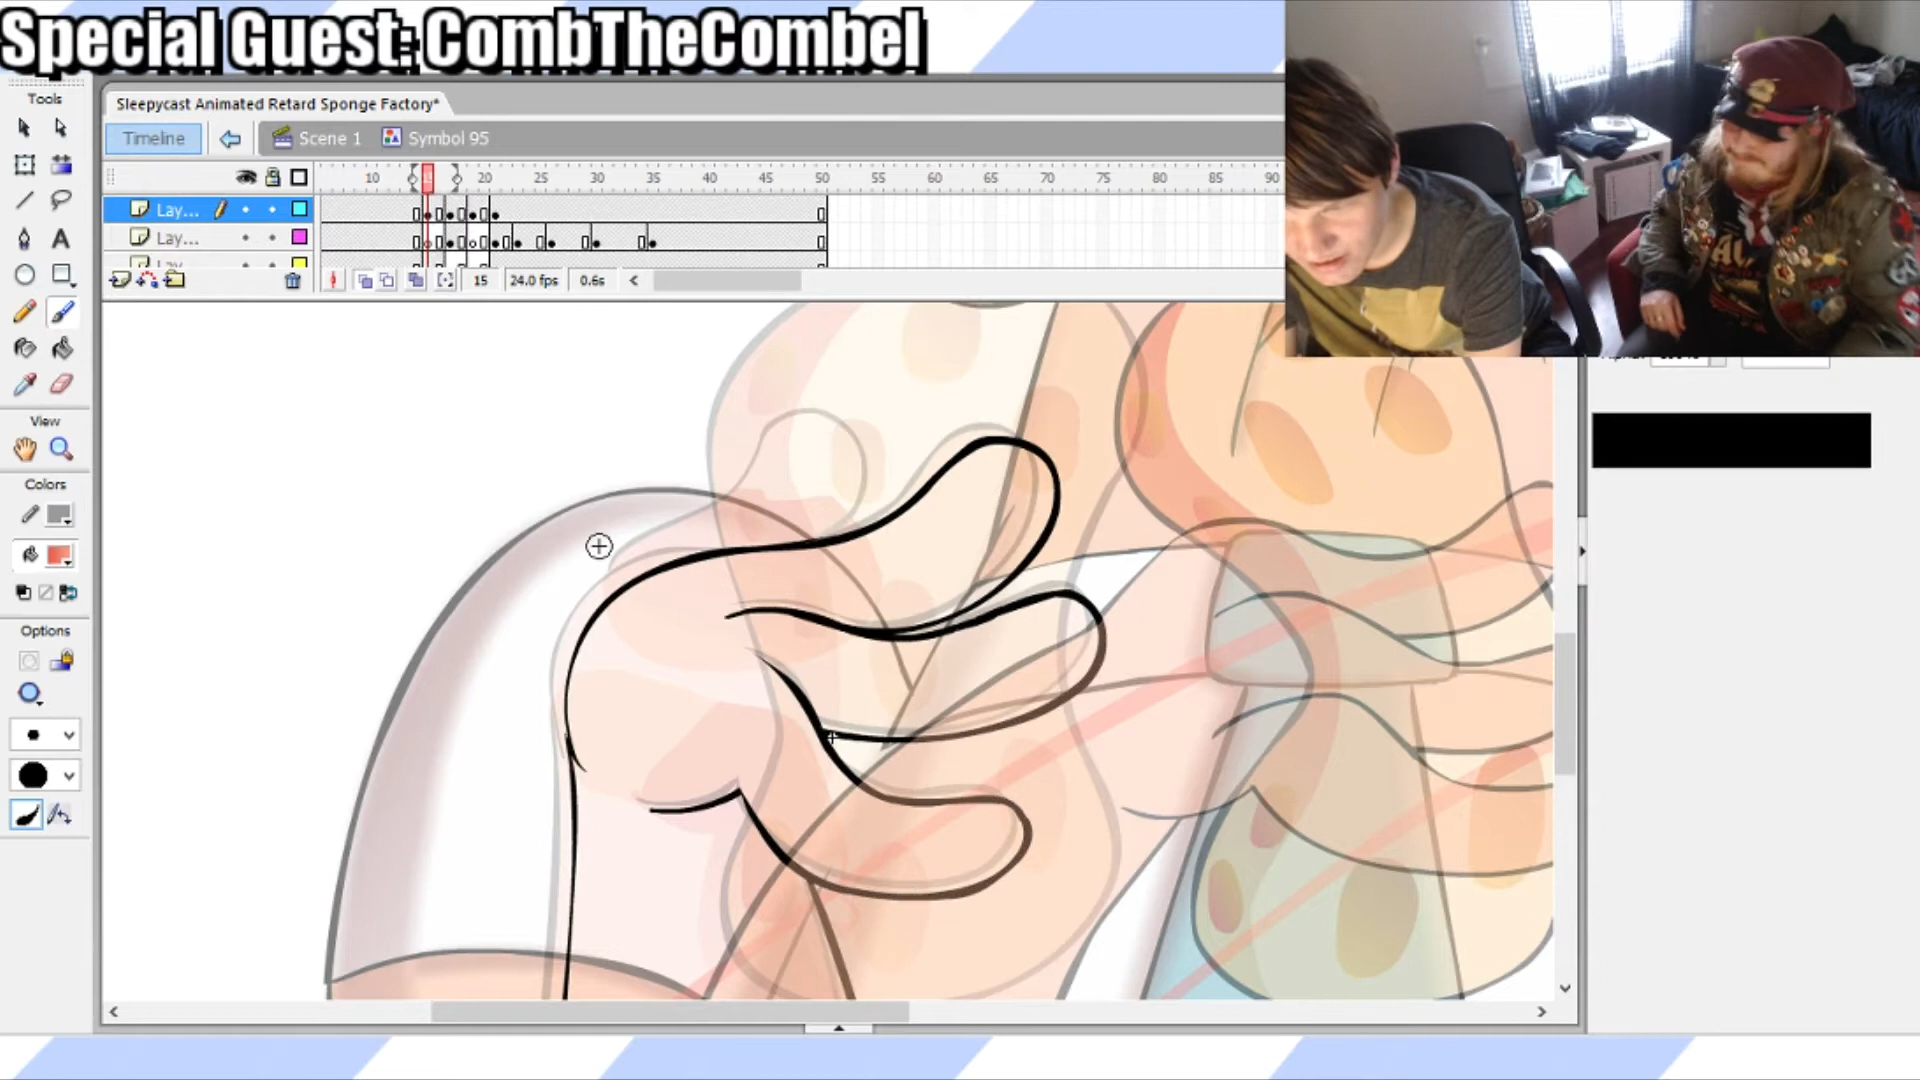 Special Guest: CombTheCombel
Tools
Sleepycast Animated Retard Sponge Factory*
Timeline
Scene 1
Symbol 95
10 15 20 25 30 35 40 45 50 55 60 65 70 75 80 85 90
Lay...
Lay...
15 24.0 fps 0.6s
View
Colors
Options